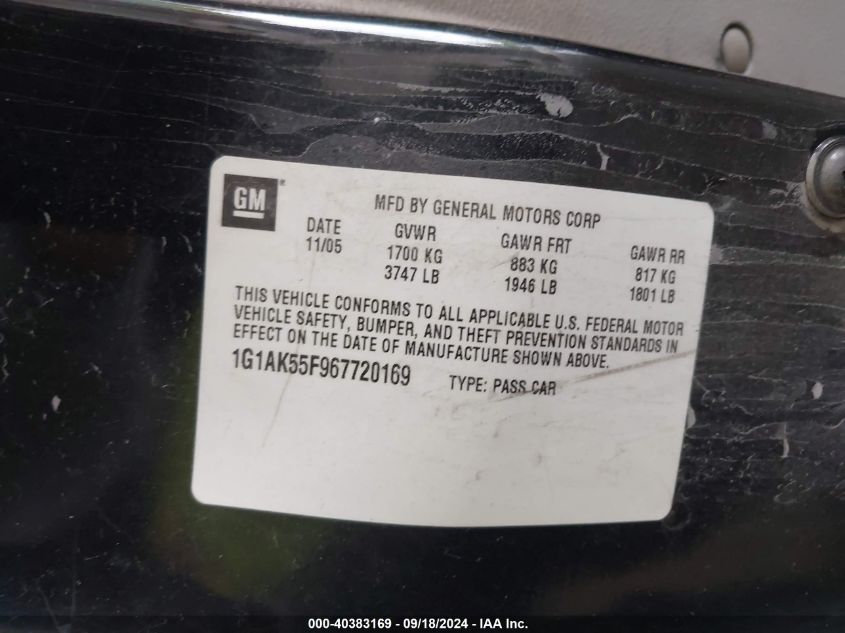 GM®
MFD BY GENERAL MOTORS CORP
DATE GVWR GAWR FRT GAWR RR
11/05 1700 KG 883 KG 817 KG
3747 LB 1946 LB 1801 LB
THIS VEHICLE CONFORMS TO ALL APPLICABLE U.S. FEDERAL MOTOR
VEHICLE SAFETY, BUMPER, AND THEFT PREVENTION STANDARDS IN
EFFECT ON THE DATE OF MANUFACTURE SHOWN ABOVE.
1G1AK55F967720169 TYPE: PASS CAR
000-40383169 - 09/18/2024 - IAA Inc.